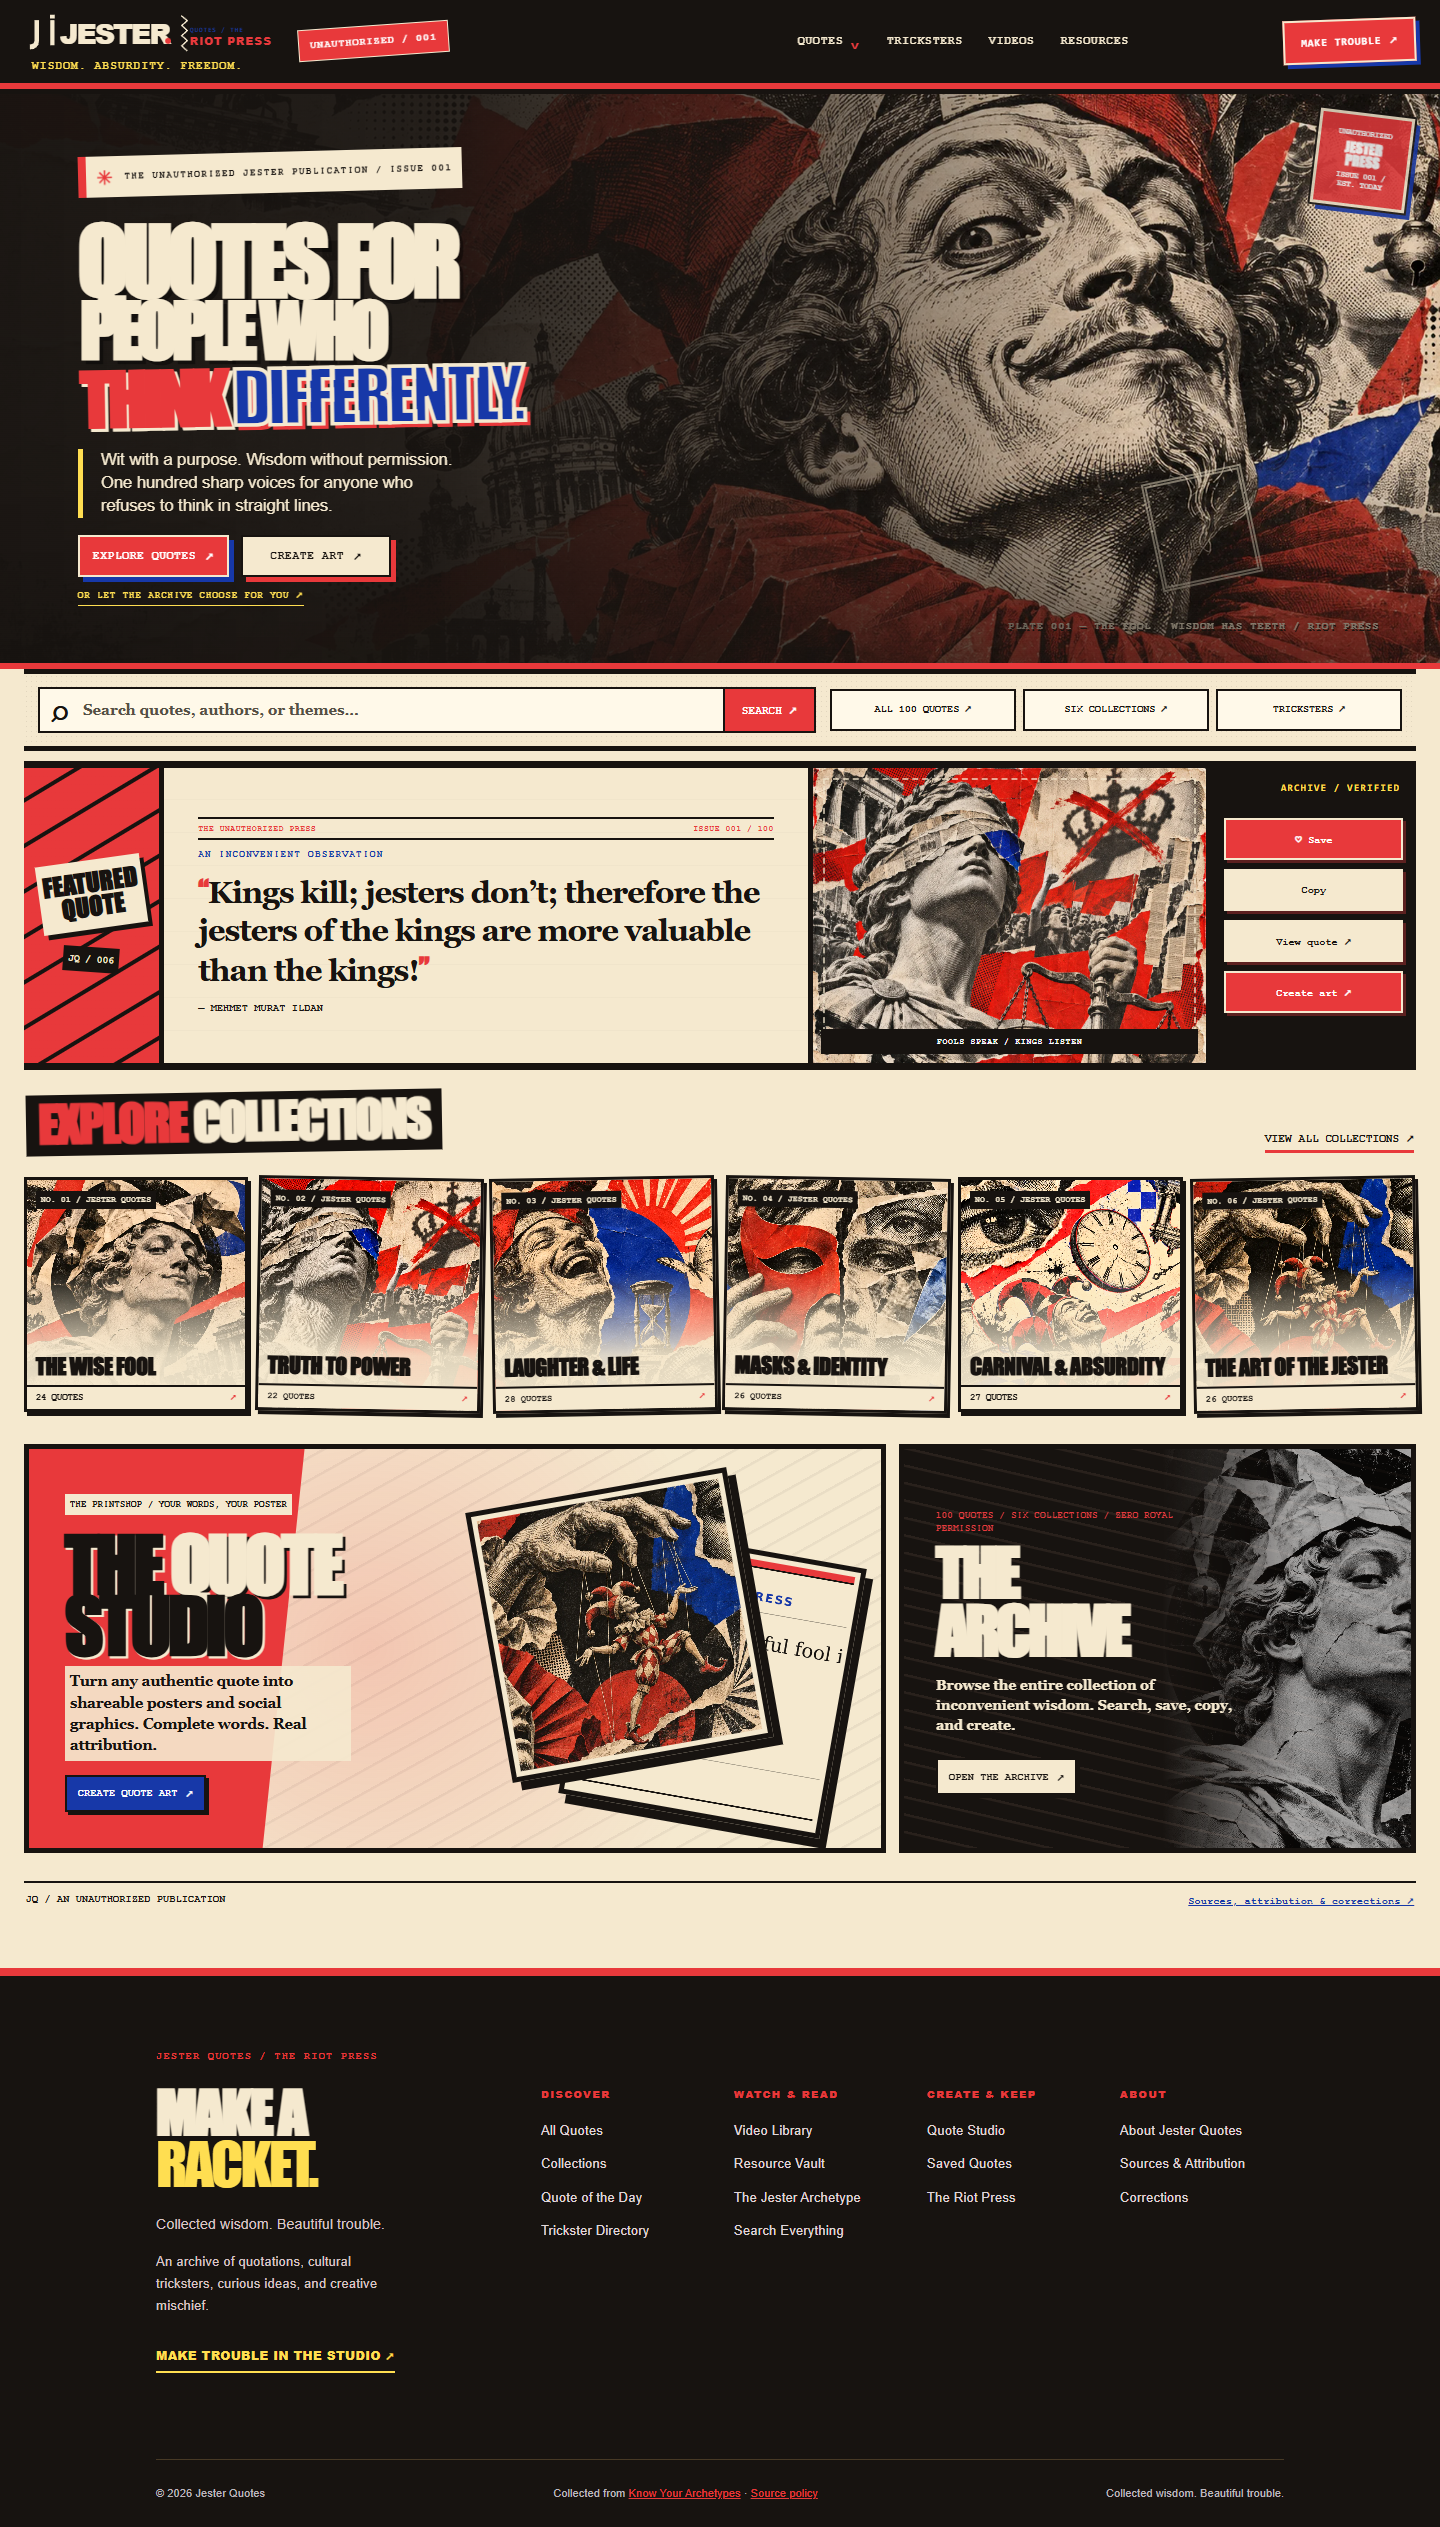 JESTER
QUOTES / THE
RIOT PRESS
WISDOM. ABSURDITY. FREEDOM.
UNAUTHORIZED / 001
QUOTES
TRICKSTERS
VIDEOS
RESOURCES
MAKE TROUBLE ↗
THE UNAUTHORIZED JESTER PUBLICATION / ISSUE 001
UNAUTHORIZED
JESTER
PRESS
ISSUE 001 /
EST. TODAY
QUOTES FOR
PEOPLE WHO
THINK DIFFERENTLY.
Wit with a purpose. Wisdom without permission.
One hundred sharp voices for anyone who
refuses to think in straight lines.
EXPLORE QUOTES ↗
CREATE ART ↗
OR LET THE ARCHIVE CHOOSE FOR YOU ↗
PLATE 001 — THE FOOL
WISDOM HAS TEETH / RIOT PRESS
Search quotes, authors, or themes...
SEARCH ↗
ALL 100 QUOTES ↗
SIX COLLECTIONS ↗
TRICKSTERS ↗
FEATURED
QUOTE
JQ / 006
THE UNAUTHORIZED PRESS
ISSUE 001 / 100
AN INCONVENIENT OBSERVATION
“Kings kill; jesters don’t; therefore the
jesters of the kings are more valuable
than the kings!”
— MEHMET MURAT ILDAN
FOOLS SPEAK / KINGS LISTEN
ARCHIVE / VERIFIED
♡ Save
Copy
View quote ↗
Create art ↗
EXPLORE COLLECTIONS
VIEW ALL COLLECTIONS ↗
NO. 01 / JESTER QUOTES
THE WISE FOOL
24 QUOTES ↗
NO. 02 / JESTER QUOTES
TRUTH TO POWER
22 QUOTES ↗
NO. 03 / JESTER QUOTES
LAUGHTER & LIFE
28 QUOTES ↗
NO. 04 / JESTER QUOTES
MASKS & IDENTITY
26 QUOTES ↗
NO. 05 / JESTER QUOTES
CARNIVAL & ABSURDITY
27 QUOTES ↗
NO. 06 / JESTER QUOTES
THE ART OF THE JESTER
26 QUOTES ↗
THE PRINTSHOP / YOUR WORDS, YOUR POSTER
THE QUOTE
STUDIO
Turn any authentic quote into
shareable posters and social
graphics. Complete words. Real
attribution.
CREATE QUOTE ART ↗
RESS
ful fool i
100 QUOTES / SIX COLLECTIONS / ZERO ROYAL
PERMISSION
THE
ARCHIVE
Browse the entire collection of
inconvenient wisdom. Search, save, copy,
and create.
OPEN THE ARCHIVE ↗
JQ / AN UNAUTHORIZED PUBLICATION
Sources, attribution & corrections ↗
JESTER QUOTES / THE RIOT PRESS
MAKE A
RACKET.
Collected wisdom. Beautiful trouble.
An archive of quotations, cultural
tricksters, curious ideas, and creative
mischief.
MAKE TROUBLE IN THE STUDIO ↗
DISCOVER
All Quotes
Collections
Quote of the Day
Trickster Directory
WATCH & READ
Video Library
Resource Vault
The Jester Archetype
Search Everything
CREATE & KEEP
Quote Studio
Saved Quotes
The Riot Press
ABOUT
About Jester Quotes
Sources & Attribution
Corrections
© 2026 Jester Quotes
Collected from Know Your Archetypes · Source policy
Collected wisdom. Beautiful trouble.